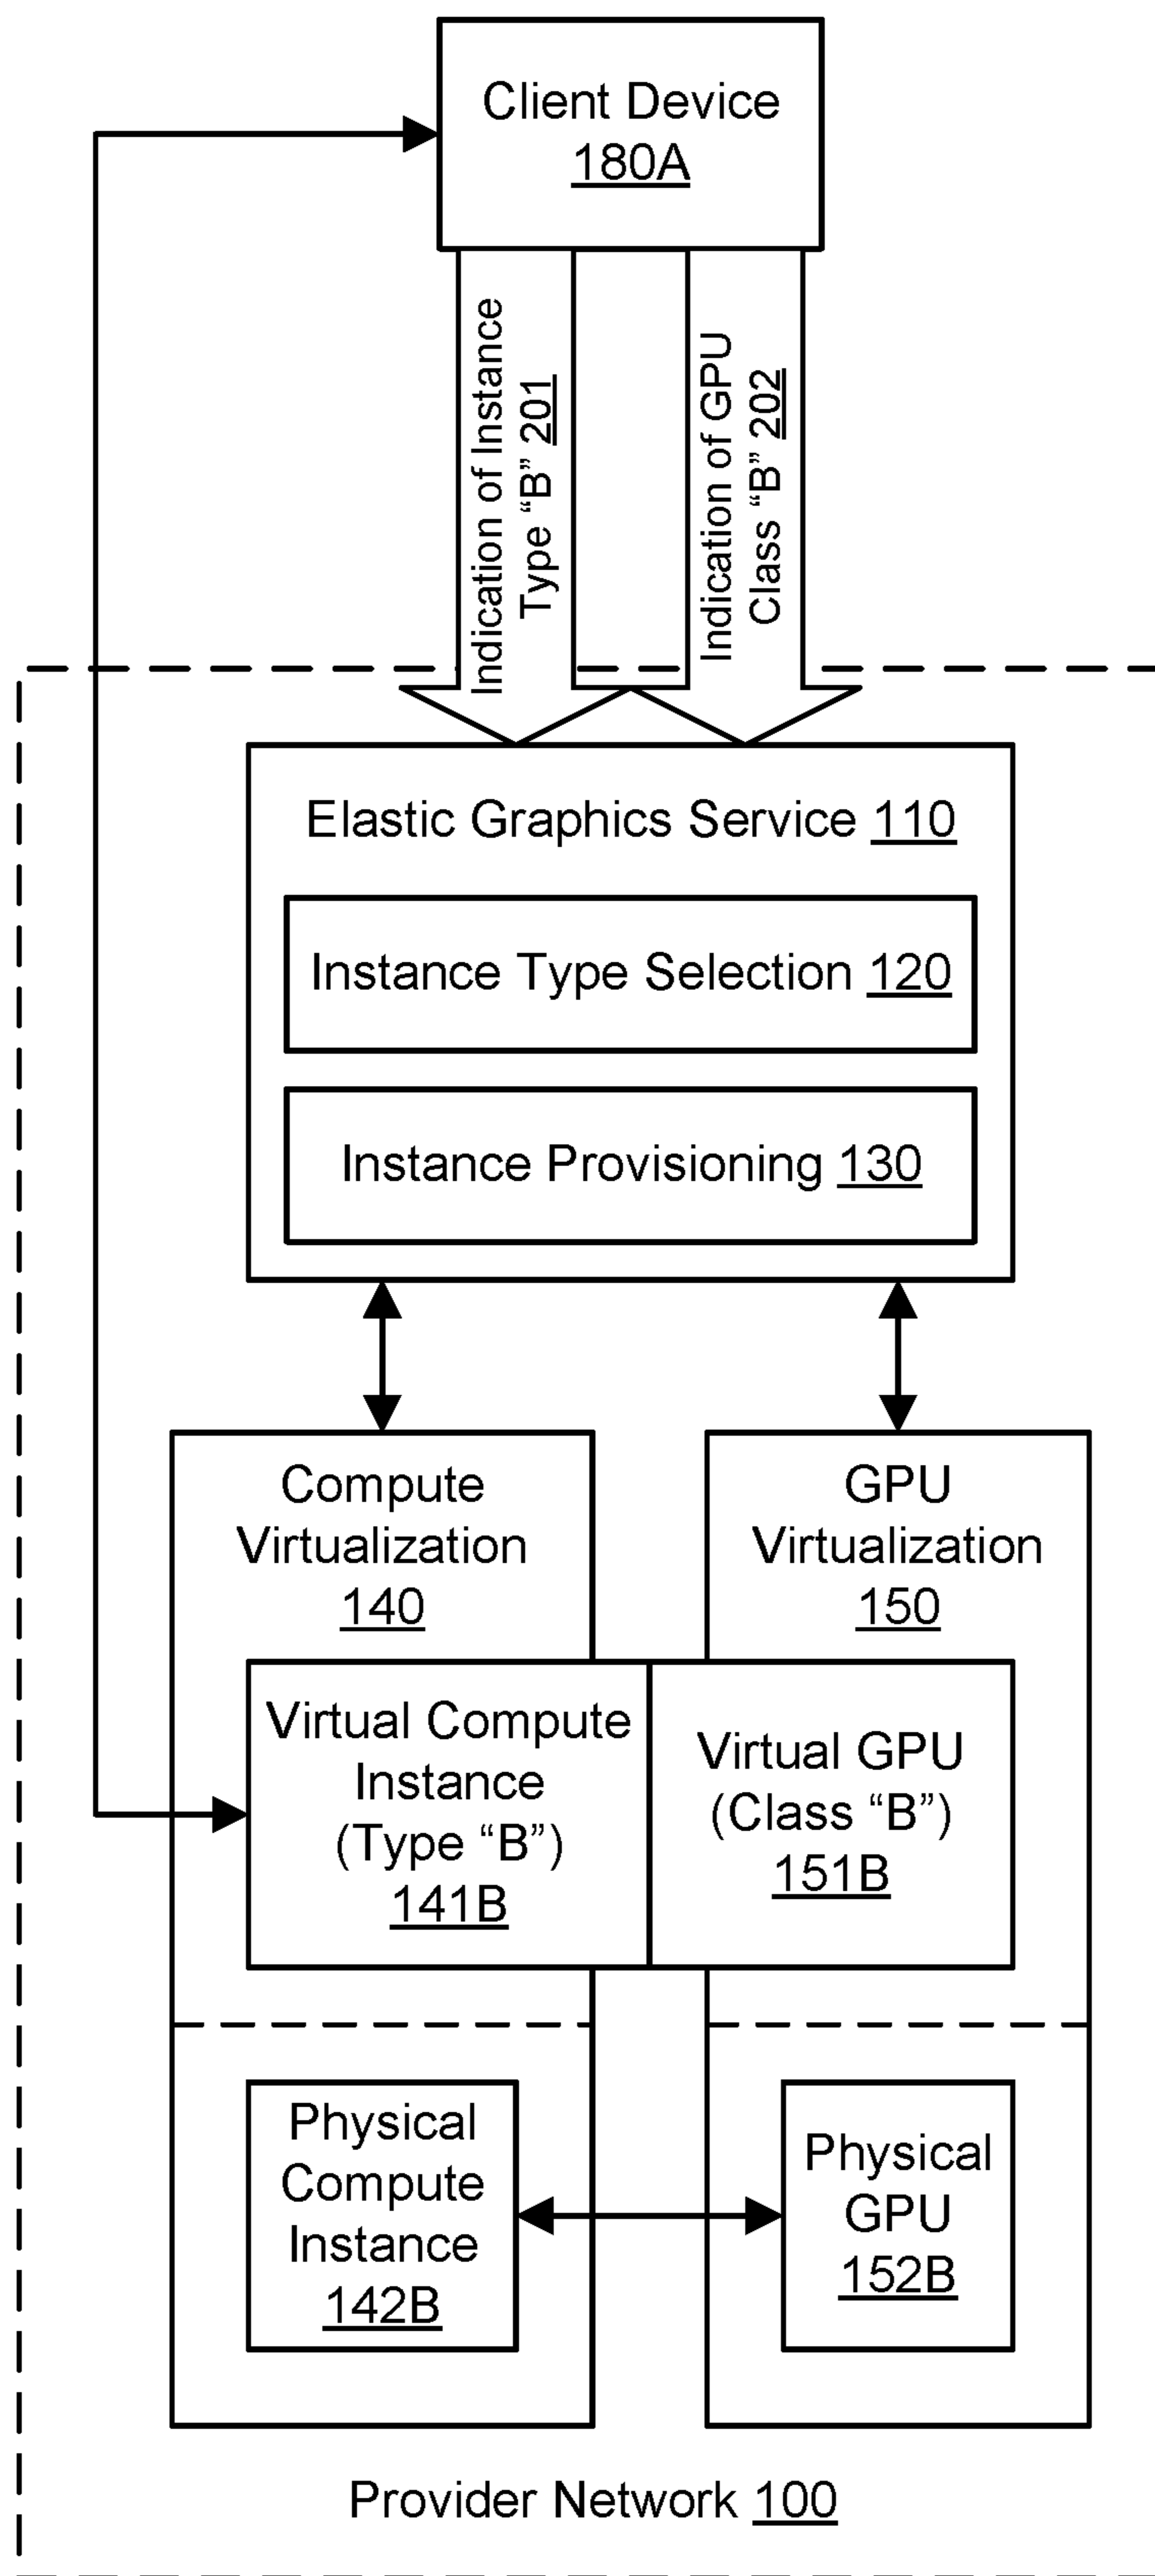 Client Device
180A
Indication of Instance
Type “B” 201
Indication of GPU
Class “B” 202
Elastic Graphics Service 110
Instance Type Selection 120
Instance Provisioning 130
Compute
Virtualization
140
GPU
Virtualization
150
Virtual Compute
Instance
(Type “B”)
141B
Virtual GPU
(Class “B”)
151B
Physical
Compute
Instance
142B
Physical
GPU
152B
Provider Network 100